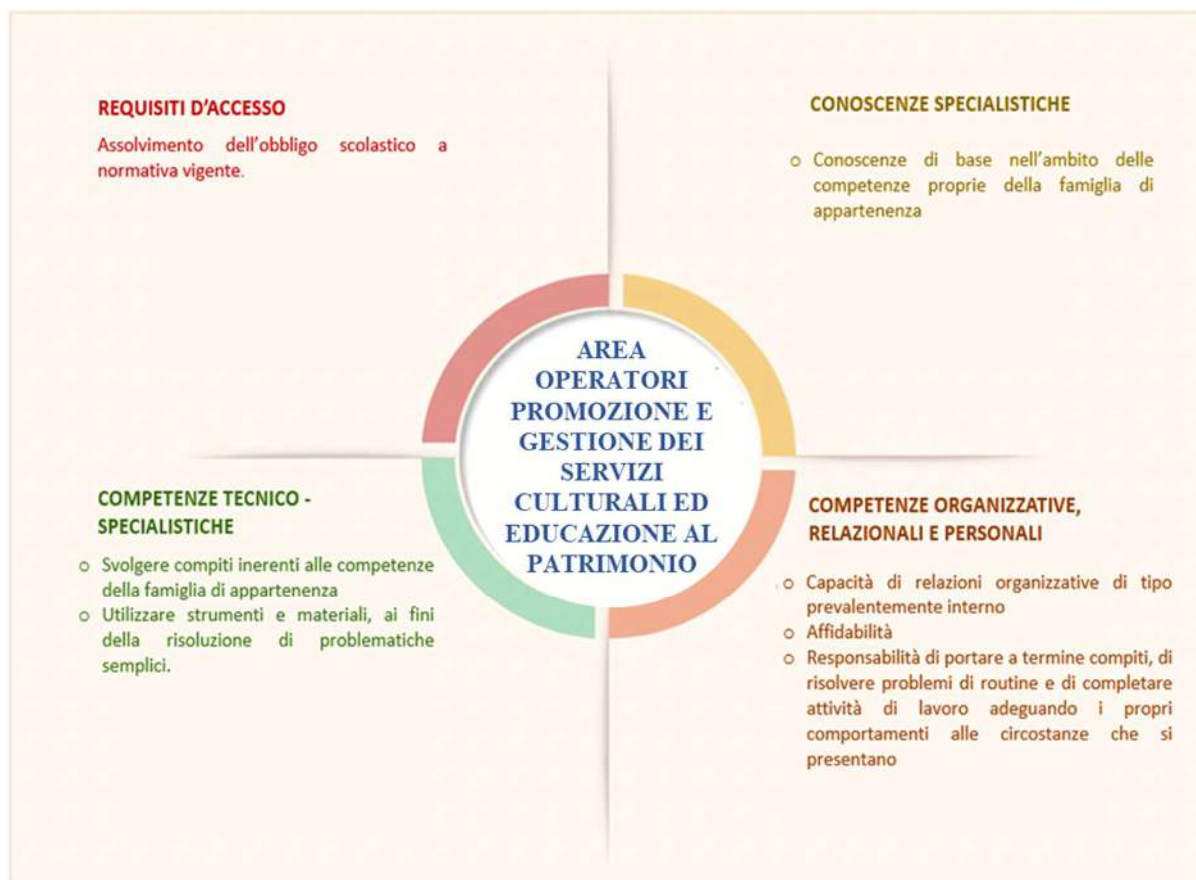 REQUISITI D'ACCESSO
Assolvimento dell'obbligo scolastico a
normativa vigente.
CONOSCENZE SPECIALISTICHE
o Conoscenze di base nell'ambito delle
competenze proprie della famiglia di
appartenenza
AREA
OPERATORI
PROMOZIONE E
GESTIONE DEI
SERVIZI
CULTURALI ED
EDUCAZIONE AL
PATRIMONIO
COMPETENZE TECNICO -
SPECIALISTICHE
o Svolgere compiti inerenti alle competenze
della famiglia di appartenenza
o Utilizzare strumenti e materiali, ai fini
della risoluzione di problematiche
semplici.
COMPETENZE ORGANIZZATIVE,
RELAZIONALI E PERSONALI
o Capacità di relazioni organizzative di tipo
prevalentemente interno
o Affidabilità
o Responsabilità di portare a termine compiti, di
risolvere problemi di routine e di completare
attività di lavoro adeguando i propri
comportamenti alle circostanze che si
presentano